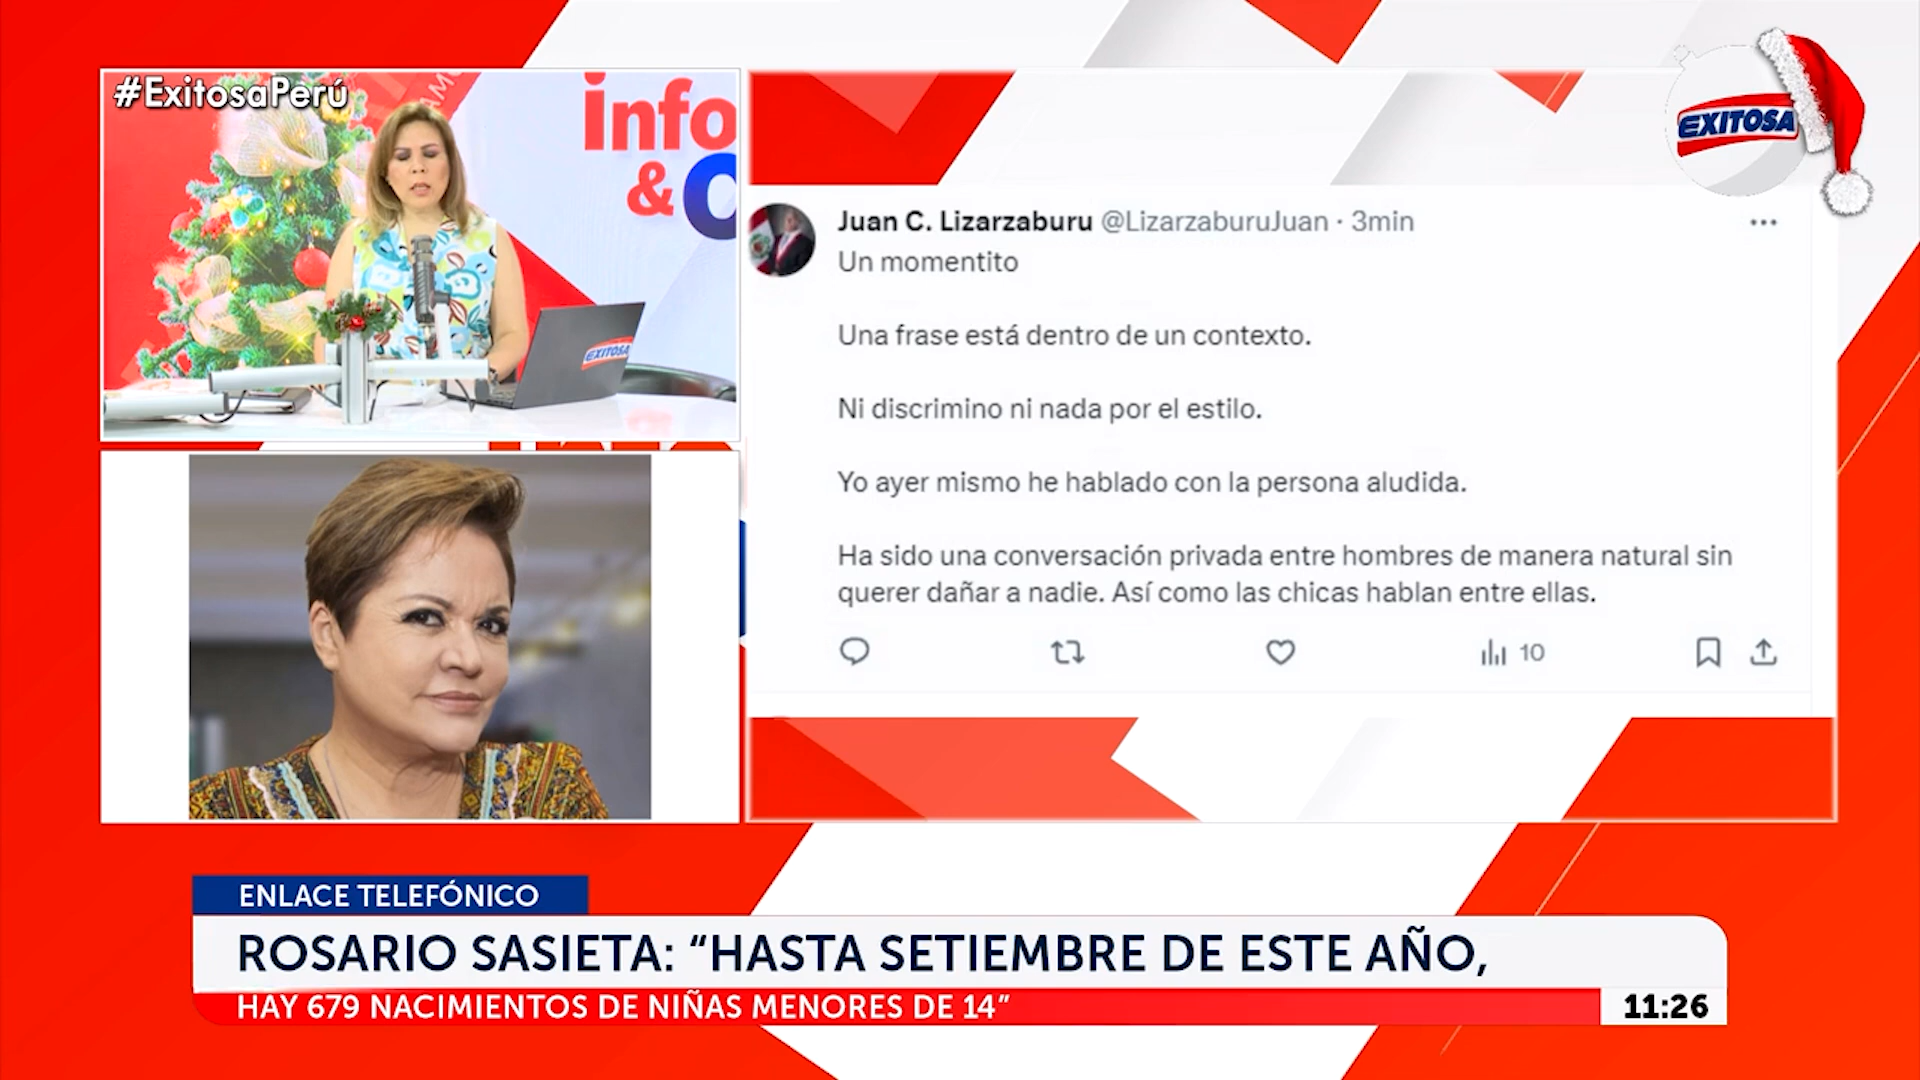 #ExitosaPerú
info
&
EXITOSA
EXITOSA
Juan C. Lizarzaburu @LizarzaburuJuan · 3min
Un momentito
Una frase está dentro de un contexto.
Ni discrimino ni nada por el estilo.
Yo ayer mismo he hablado con la persona aludida.
Ha sido una conversación privada entre hombres de manera natural sin
querer dañar a nadie. Así como las chicas hablan entre ellas.
10
ENLACE TELEFÓNICO
ROSARIO SASIETA: “HASTA SETIEMBRE DE ESTE AÑO,
HAY 679 NACIMIENTOS DE NIÑAS MENORES DE 14”
11:26